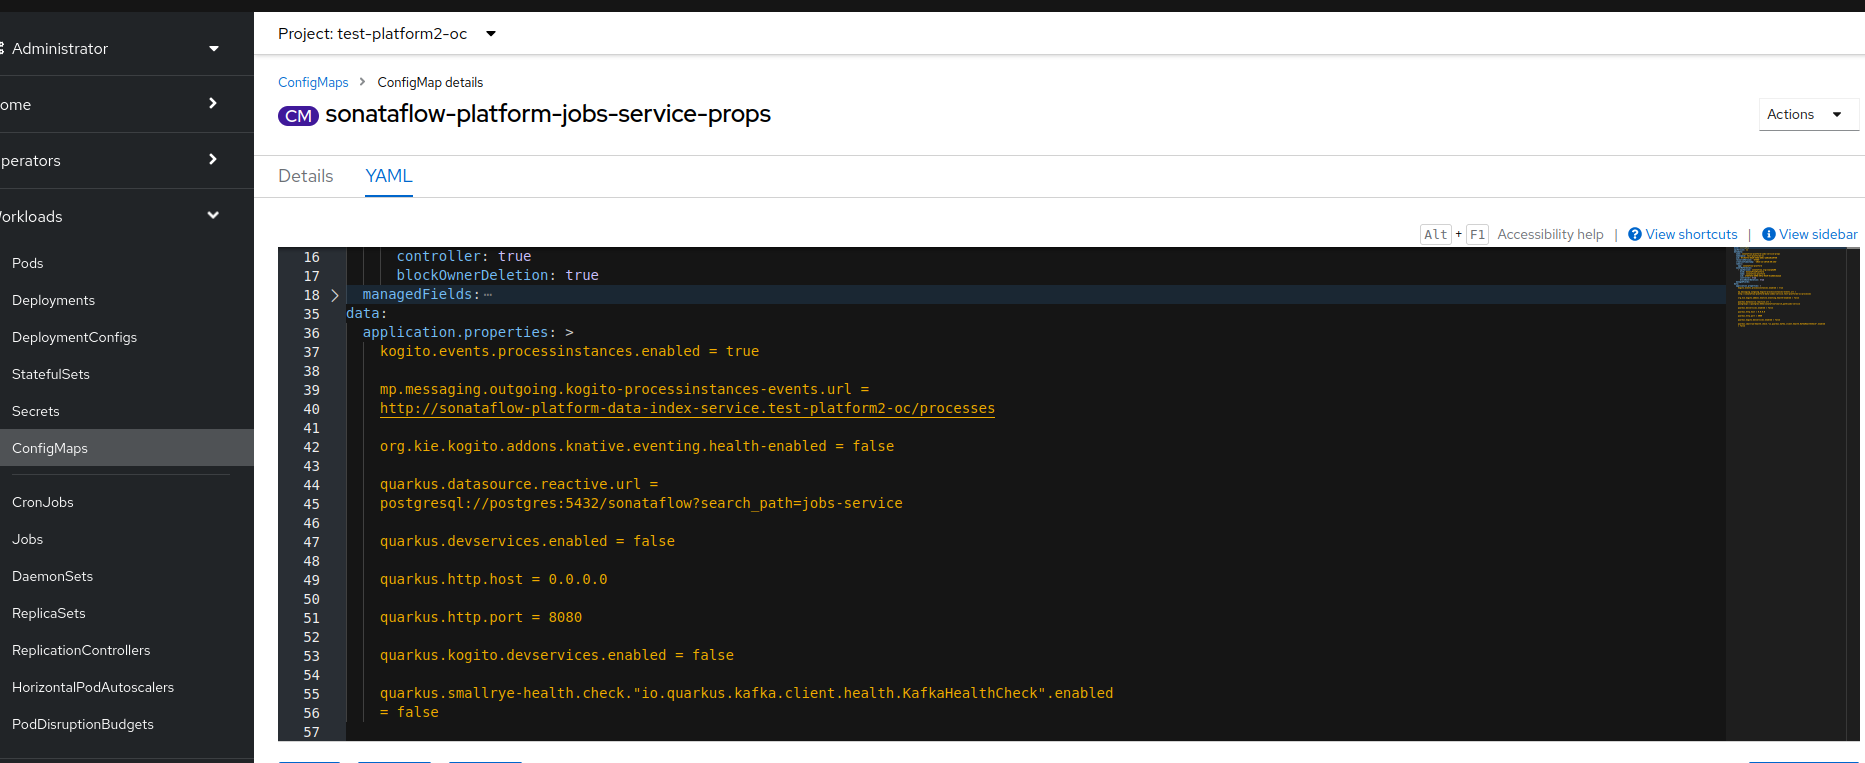 Administrator
ome
perators
orkloads
Pods
Deployments
DeploymentConfigs
StatefulSets
Secrets
ConfigMaps
CronJobs
Jobs
DaemonSets
ReplicaSets
ReplicationControllers
HorizontalPodAutoscalers
PodDisruptionBudgets
Project: test-platform2-oc
ConfigMaps > ConfigMap details
CM sonataflow-platform-jobs-service-props
Actions
Details YAML
Alt + F1 Accessibility help | View shortcuts | View sidebar
16 controller: true
17 blockOwnerDeletion: true
18 managedFields: …
35 data:
36 application.properties: >
37 kogito.events.processinstances.enabled = true
38
39 mp.messaging.outgoing.kogito-processinstances-events.url =
40 http://sonataflow-platform-data-index-service.test-platform2-oc/processes
41
42 org.kie.kogito.addons.knative.eventing.health-enabled = false
43
44 quarkus.datasource.reactive.url =
45 postgresql://postgres:5432/sonataflow?search_path=jobs-service
46
47 quarkus.devservices.enabled = false
48
49 quarkus.http.host = 0.0.0.0
50
51 quarkus.http.port = 8080
52
53 quarkus.kogito.devservices.enabled = false
54
55 quarkus.smallrye-health.check."io.quarkus.kafka.client.health.KafkaHealthCheck".enabled
56 = false
57